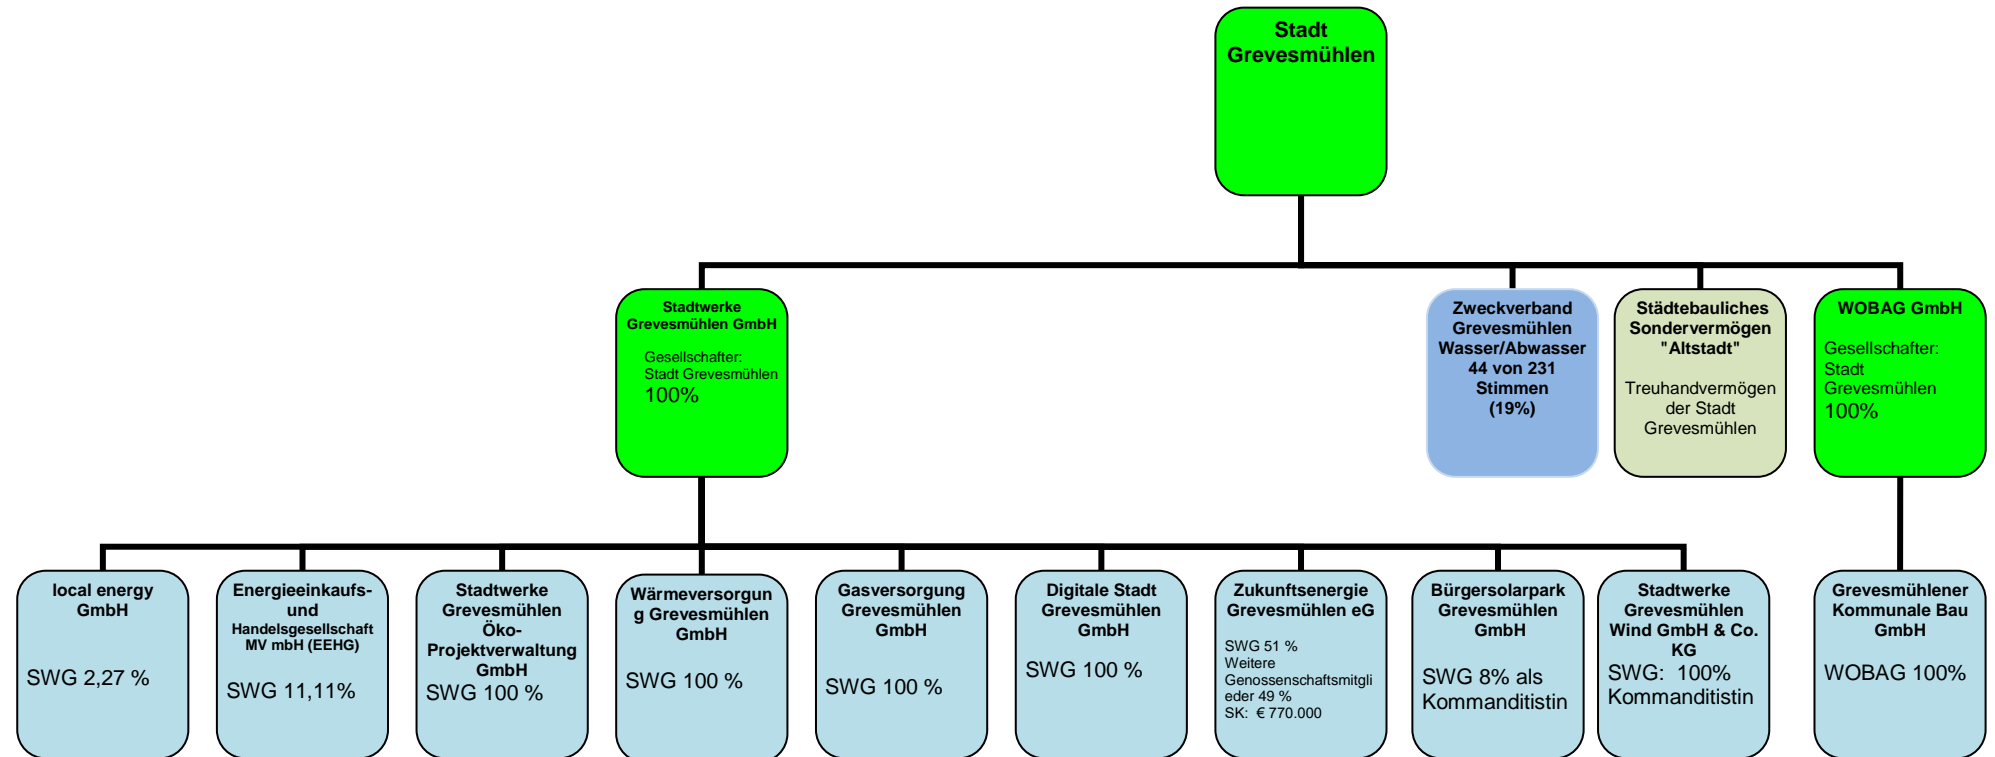 Stadt
Grevesmühlen
Stadtwerke
Grevesmühlen GmbH
Gesellschafter:
Stadt Grevesmühlen
100%
Zweckverband
Grevesmühlen
Wasser/Abwasser
44 von 231
Stimmen
(19%)
Städtebauliches
Sondervermögen
"Altstadt"
Treuhandvermögen
der Stadt
Grevesmühlen
WOBAG GmbH
Gesellschafter:
Stadt
Grevesmühlen
100%
local energy
GmbH
SWG 2,27 %
Energieeinkaufs-
und
Handelsgesellschaft
MV mbH (EEHG)
SWG 11,11%
Stadtwerke
Grevesmühlen
Öko-
Projektverwaltung
GmbH
SWG 100 %
Wärmeversorgun
g Grevesmühlen
GmbH
SWG 100 %
Gasversorgung
Grevesmühlen
GmbH
SWG 100 %
Digitale Stadt
Grevesmühlen
GmbH
SWG 100 %
Zukunftsenergie
Grevesmühlen eG
SWG 51 %
Weitere
Genossenschaftsmitgli
eder 49 %
SK: € 770.000
Bürgersolarpark
Grevesmühlen
GmbH
SWG 8% als
Kommanditistin
Stadtwerke
Grevesmühlen
Wind GmbH & Co.
KG
SWG: 100%
Kommanditistin
Grevesmühlener
Kommunale Bau
GmbH
WOBAG 100%